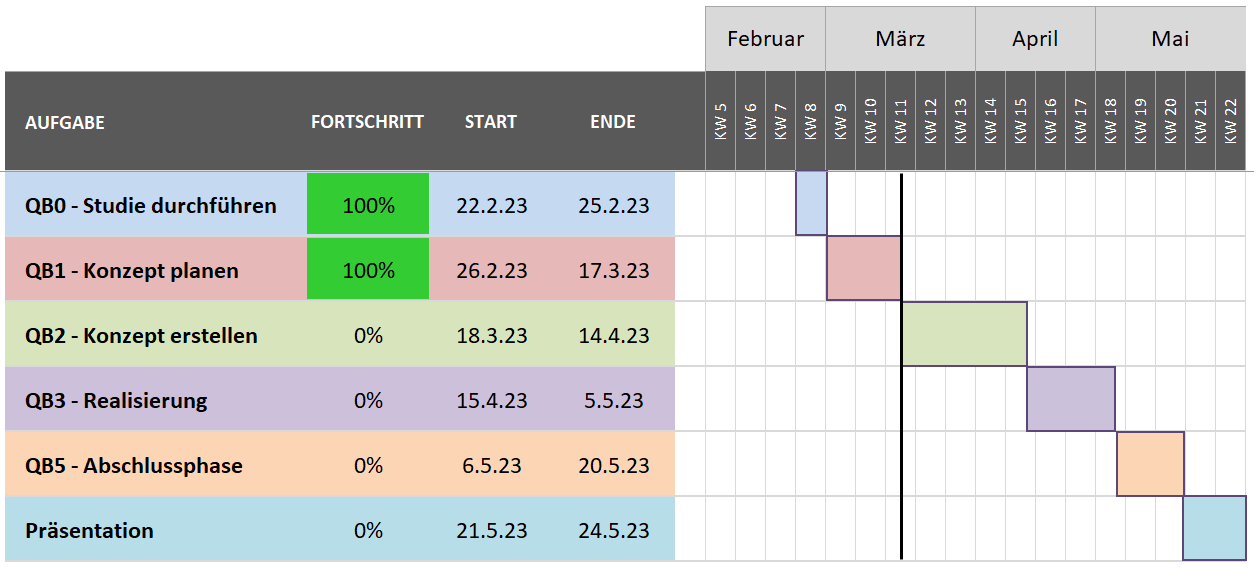 Februar März April Mai
AUFGABE FORTSCHRITT START ENDE KW 5 KW 6 KW 7 KW 8 KW 9 KW 10 KW 11 KW 12 KW 13 KW 14 KW 15 KW 16 KW 17 KW 18 KW 19 KW 20 KW 21 KW 22
QB0 - Studie durchführen 100% 22.2.23 25.2.23
QB1 - Konzept planen 100% 26.2.23 17.3.23
QB2 - Konzept erstellen 0% 18.3.23 14.4.23
QB3 - Realisierung 0% 15.4.23 5.5.23
QB5 - Abschlussphase 0% 6.5.23 20.5.23
Präsentation 0% 21.5.23 24.5.23